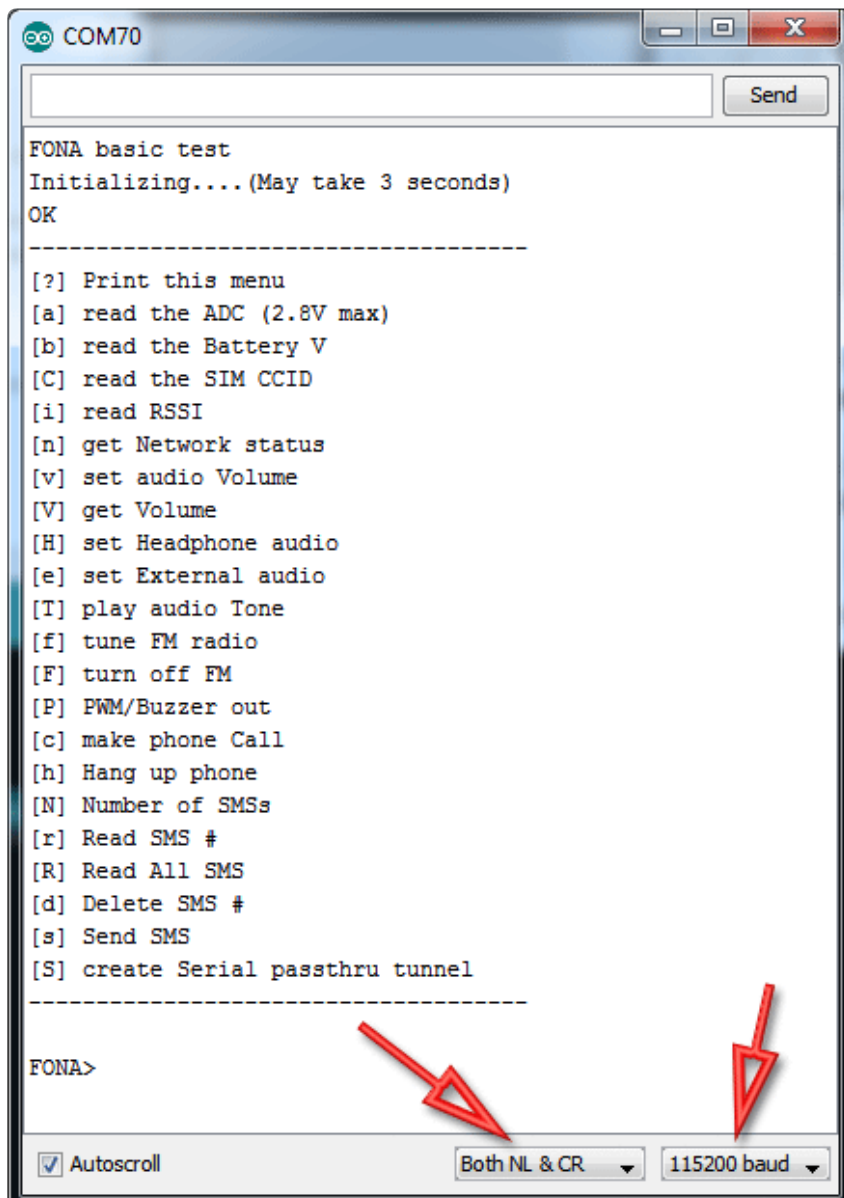 COM70
Send
FONA basic test
Initializing....(May take 3 seconds)
OK
-------------------------------------
[?] Print this menu
[a] read the ADC (2.8V max)
[b] read the Battery V
[C] read the SIM CCID
[i] read RSSI
[n] get Network status
[v] set audio Volume
[V] get Volume
[H] set Headphone audio
[e] set External audio
[T] play audio Tone
[f] tune FM radio
[F] turn off FM
[P] PWM/Buzzer out
[c] make phone Call
[h] Hang up phone
[N] Number of SMSs
[r] Read SMS #
[R] Read All SMS
[d] Delete SMS #
[s] Send SMS
[S] create Serial passthru tunnel
-------------------------------------
FONA>
Autoscroll Both NL & CR 115200 baud